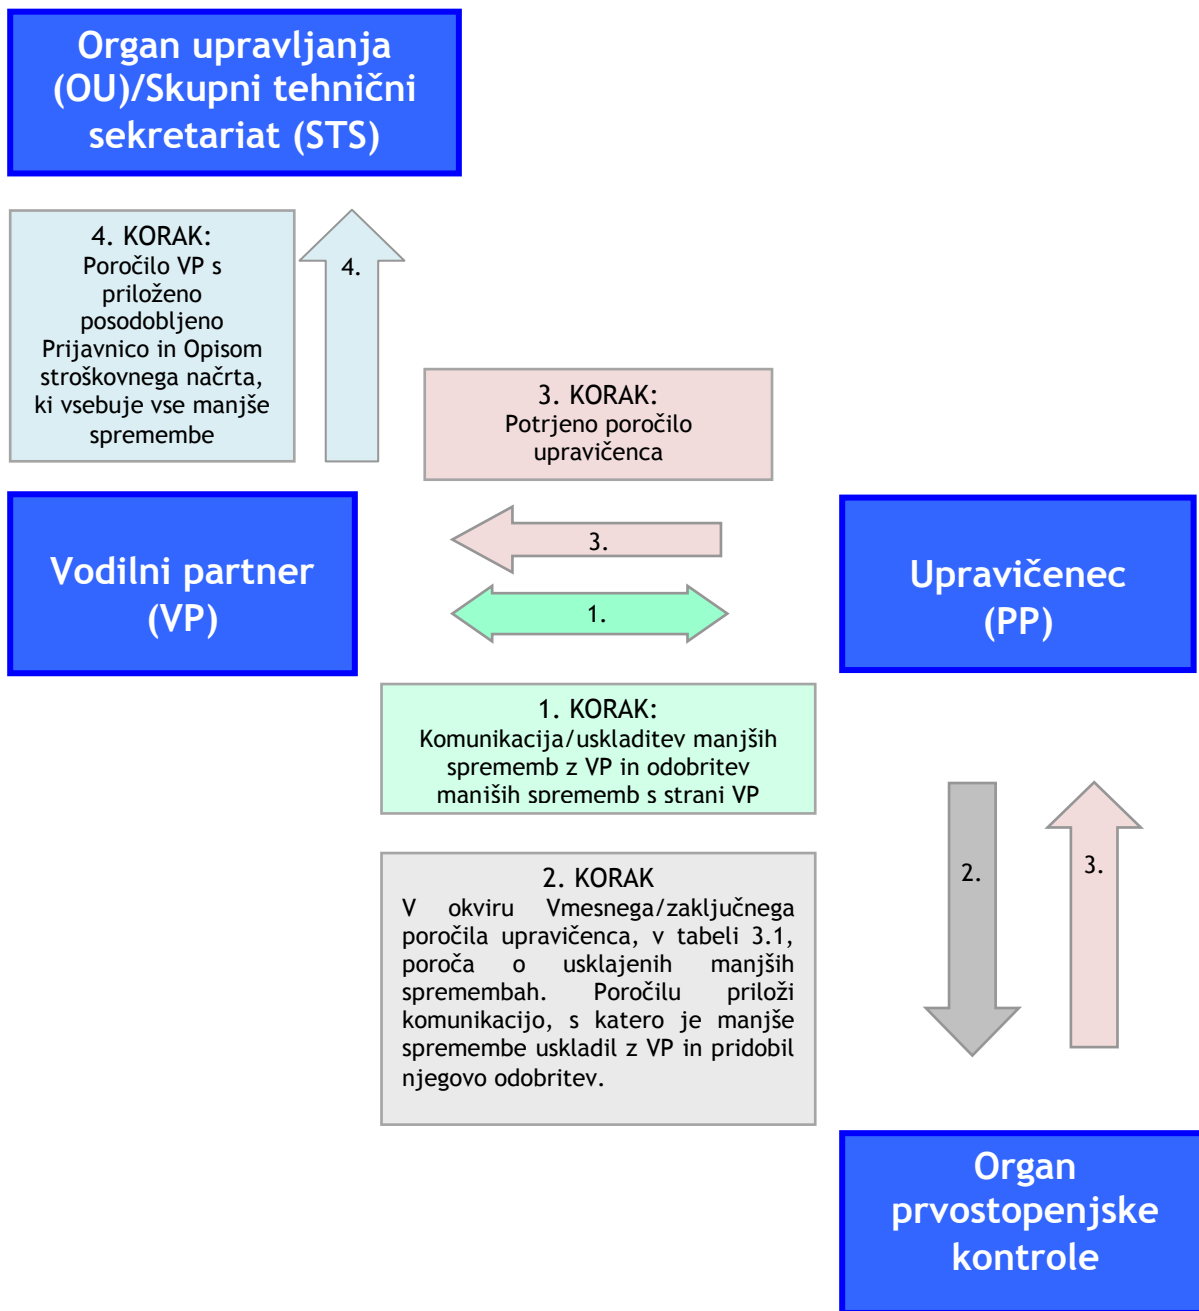 Organ upravljanja
(OU)/Skupni tehnični
sekretariat (STS)
4. KORAK:
Poročilo VP s
priloženo
posodobljeno
Prijavnico in Opisom
stroškovnega načrta,
ki vsebuje vse manjše
spremembe
4.
3. KORAK:
Potrjeno poročilo
upravičenca
Vodilni partner
(VP)
3.
1.
Upravičenec
(PP)
1. KORAK:
Komunikacija/uskladitev manjših
sprememb z VP in odobritev
manjših sprememb s strani VP
2. KORAK
V okviru Vmesnega/zaključnega
poročila upravičenca, v tabeli 3.1,
poroča o usklajenih manjših
spremembah. Poročilu priloži
komunikacijo, s katero je manjše
spremembe uskladil z VP in pridobil
njegovo odobritev.
2.
3.
Organ
prvostopenjske
kontrole